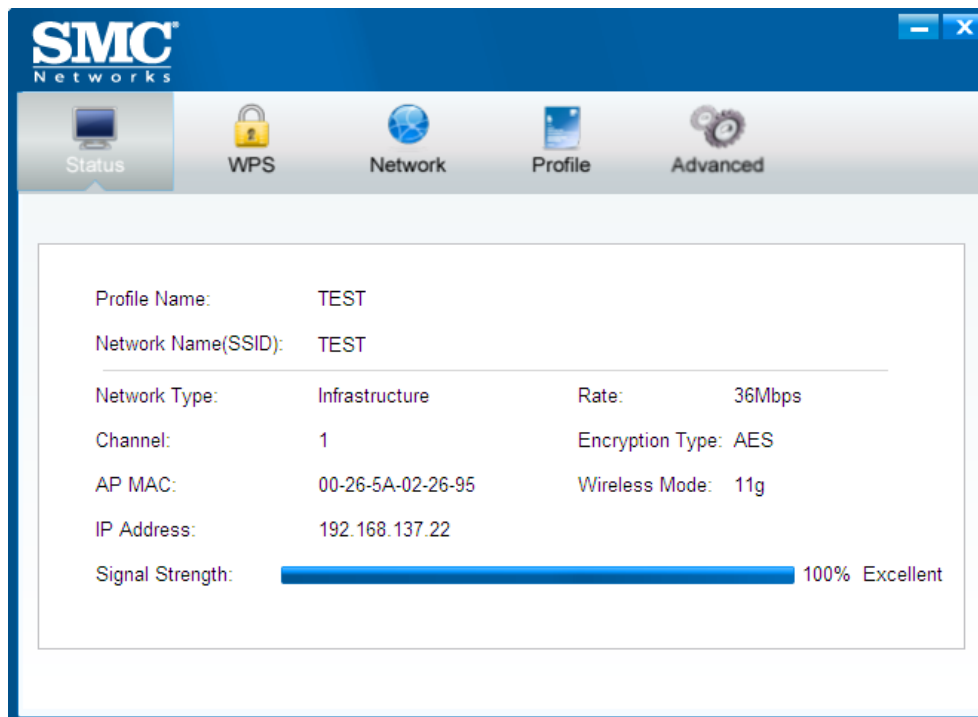 SMC®
Networks
Status WPS Network Profile Advanced
Profile Name: TEST
Network Name(SSID): TEST
Network Type: Infrastructure Rate: 36Mbps
Channel: 1 Encryption Type: AES
AP MAC: 00-26-5A-02-26-95 Wireless Mode: 11g
IP Address: 192.168.137.22
Signal Strength: 100% Excellent